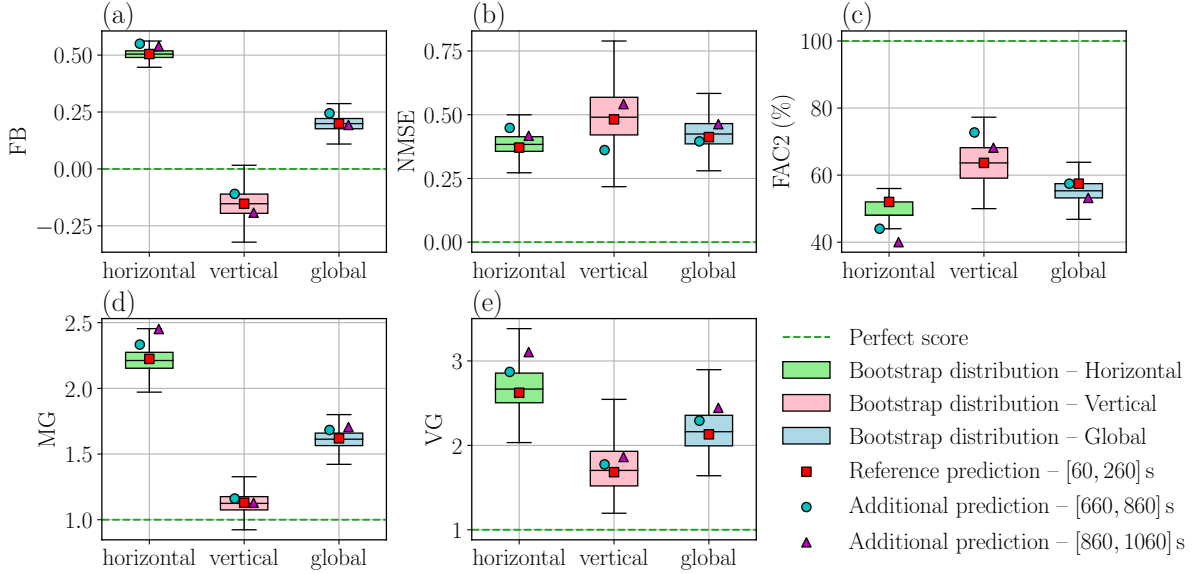 (a)
FB
0.50
0.25
0.00
−0.25
horizontal vertical global
(b)
NMSE
0.75
0.50
0.25
0.00
horizontal vertical global
(c)
FAC2 (%)
100
80
60
40
horizontal vertical global
(d)
MG
2.5
2.0
1.5
1.0
horizontal vertical global
(e)
VG
3
2
1
horizontal vertical global
Perfect score
Bootstrap distribution – Horizontal
Bootstrap distribution – Vertical
Bootstrap distribution – Global
Reference prediction – [60, 260] s
Additional prediction – [660, 860] s
Additional prediction – [860, 1060] s